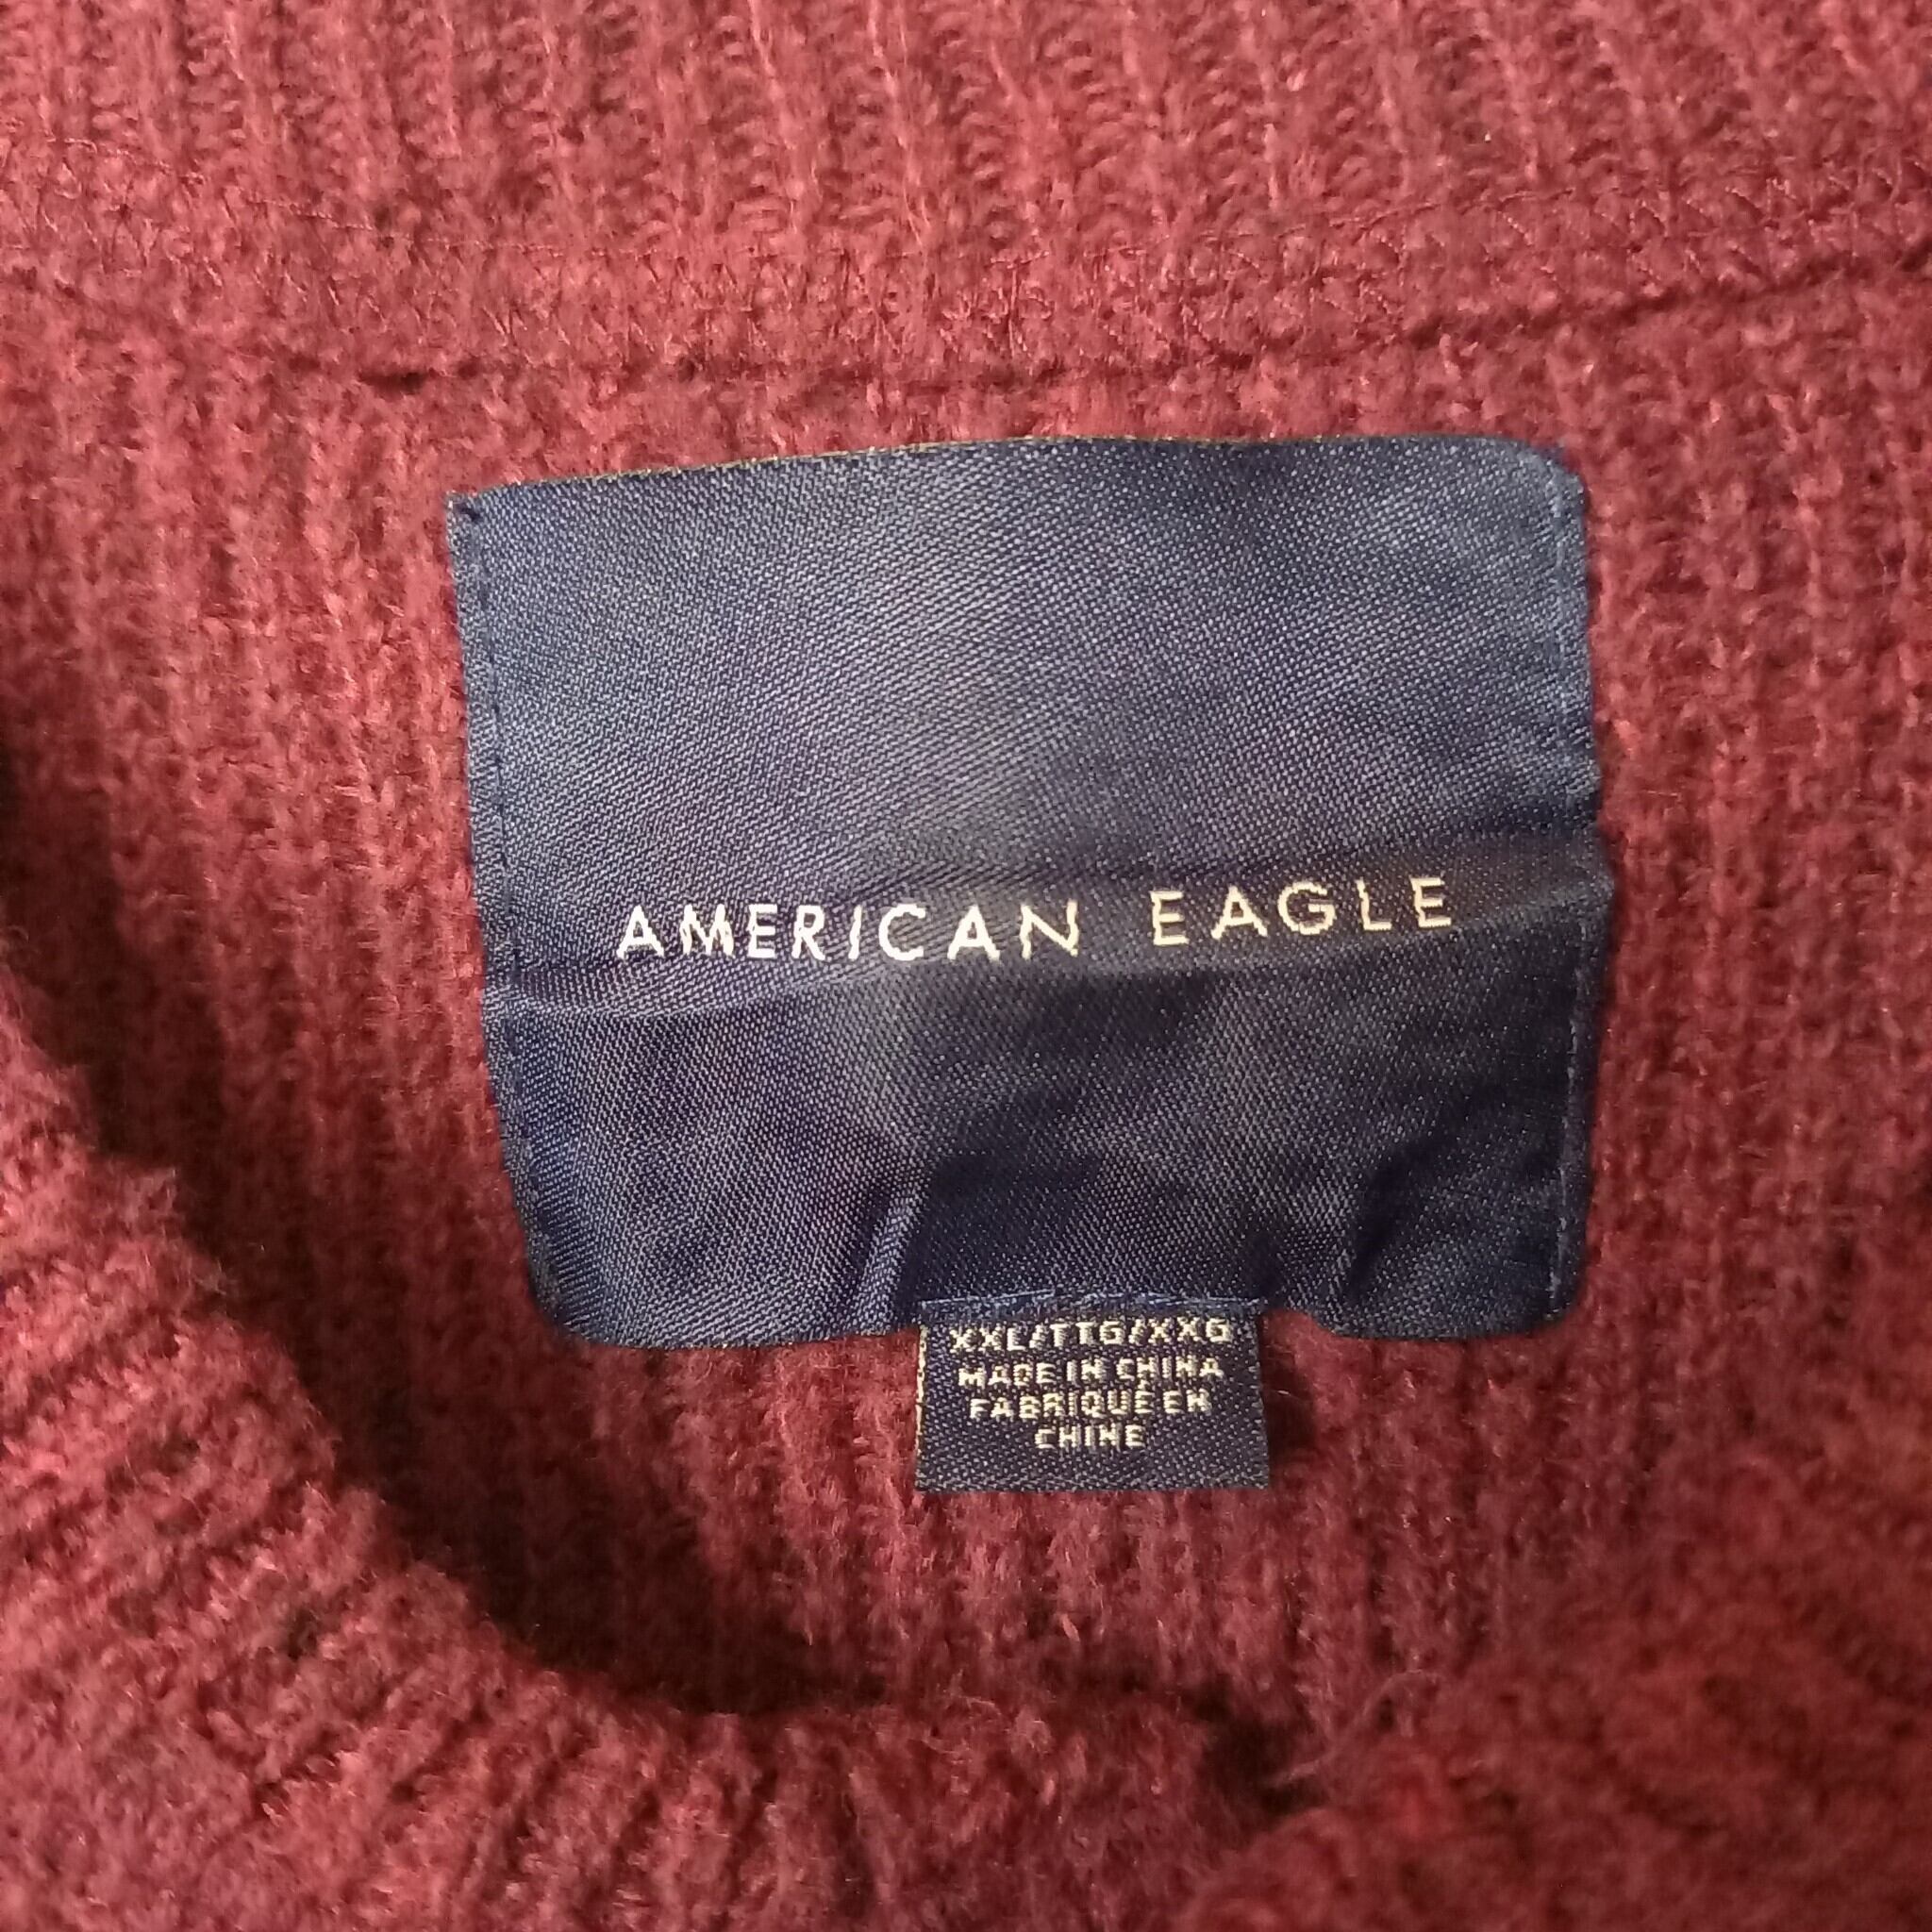 AMERICAN EAGLE
XXL/TTG/XXG
MADE IN CHINA
FABRIQUÉ EN
CHINE